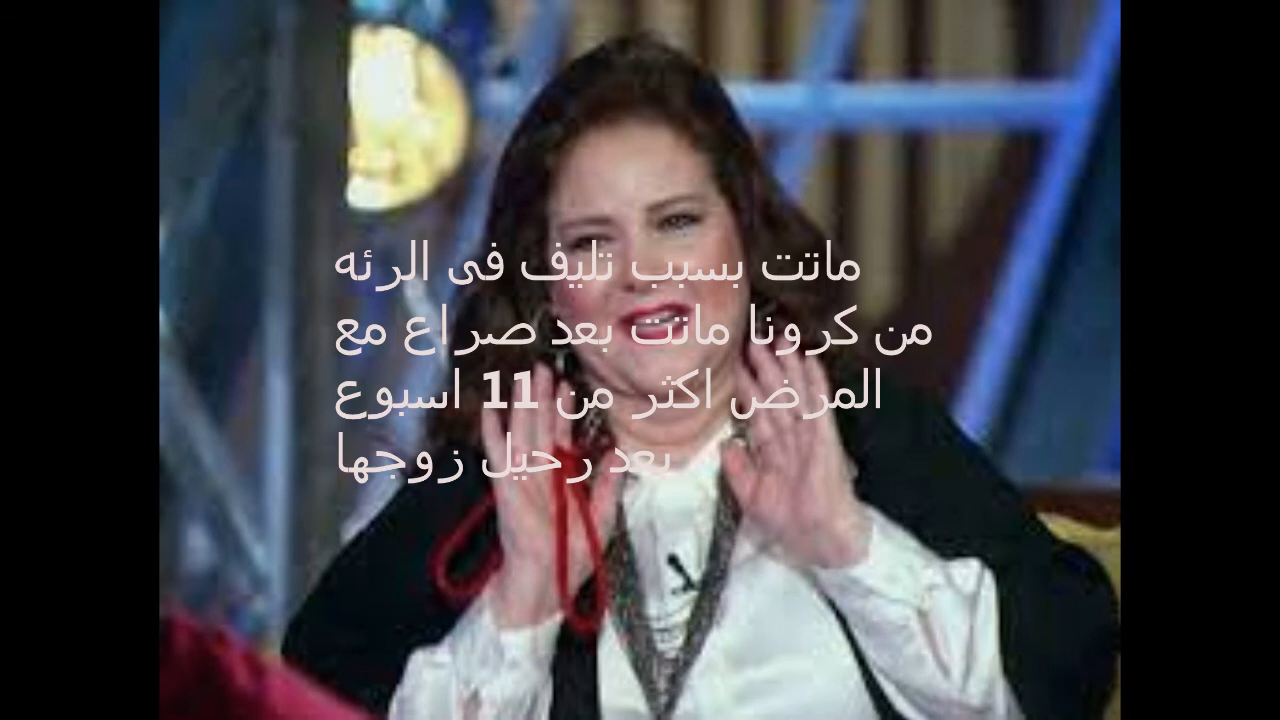 ماتت بسبب تليف فى الرئه
من كرونا ماتت بعد صراع مع
المرض اكثر من 11 اسبوع
بعد رحيل زوجها